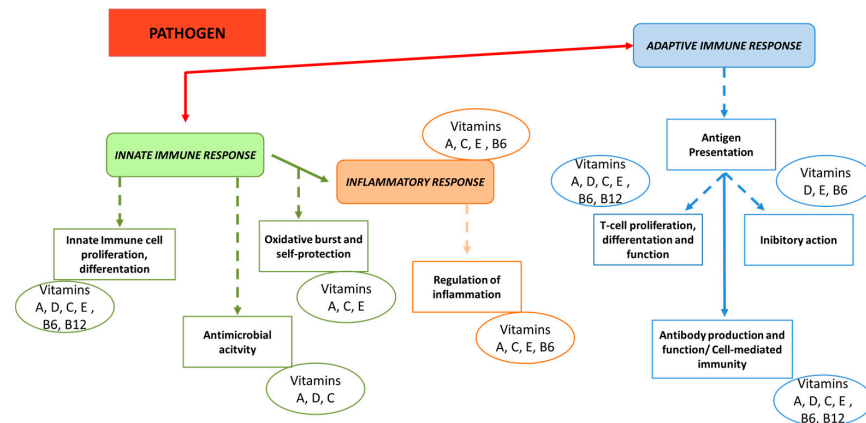 PATHOGEN
ADAPTIVE IMMUNE RESPONSE
INNATE IMMUNE RESPONSE
Vitamins
A, C, E , B6
INFLAMMATORY RESPONSE
Antigen
Presentation
Vitamins
A, D, C, E ,
B6, B12
Vitamins
D, E, B6
T-cell proliferation,
differentation and
function
Inibitory action
Innate Immune cell
proliferation,
differentation
Vitamins
A, D, C, E ,
B6, B12
Oxidative burst and
self-protection
Vitamins
A, C, E
Regulation of
inflammation
Vitamins
A, C, E, B6
Antimicrobial
acitvity
Vitamins
A, D, C
Antibody production and
function/ Cell-mediated
immunity
Vitamins
A, D, C, E ,
B6, B12